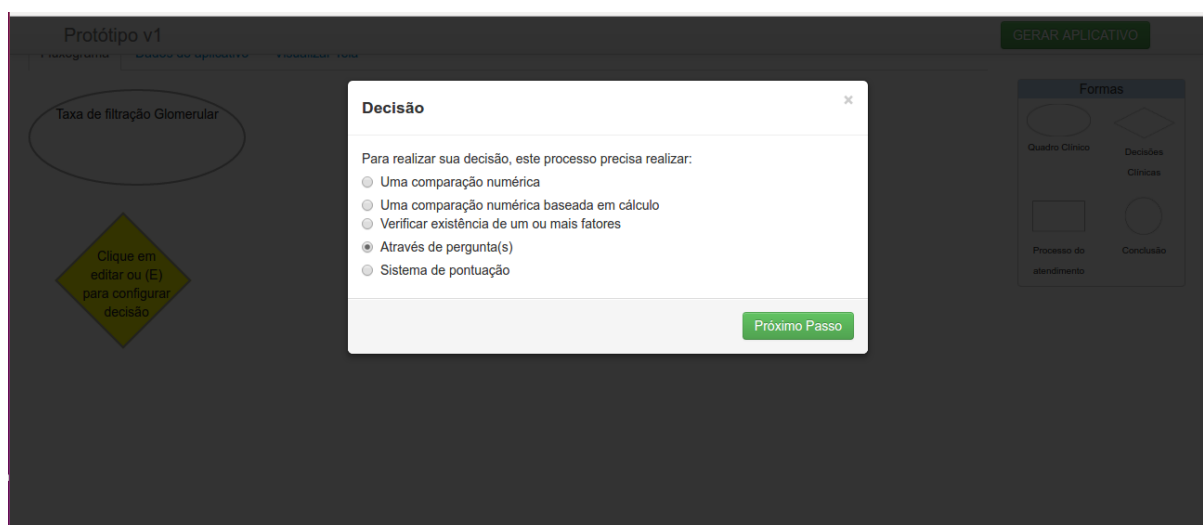 Protótipo v1
GERAR APLICATIVO
Fluxograma Dados do aplicativo Visualizar Tela
Taxa de filtração Glomerular
Clique em
editar ou (E)
para configurar
decisão
Decisão
×
Para realizar sua decisão, este processo precisa realizar:
Uma comparação numérica
Uma comparação numérica baseada em cálculo
Verificar existência de um ou mais fatores
Através de pergunta(s)
Sistema de pontuação
Próximo Passo
Formas
Quadro Clínico
Decisões
Clínicas
Processo do
atendimento
Conclusão